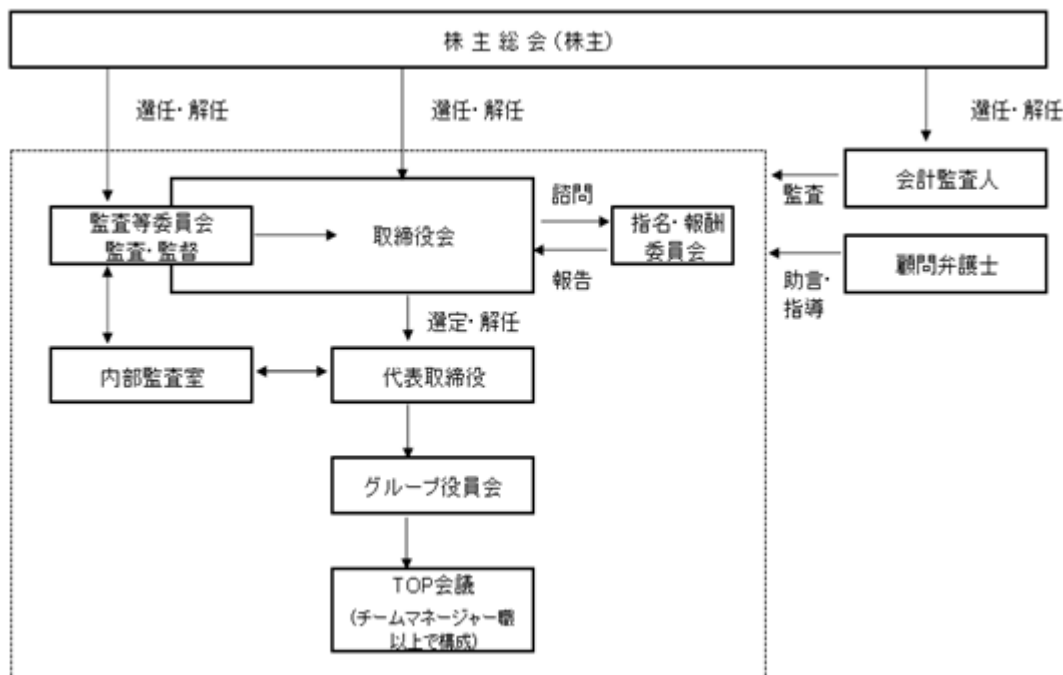 株主総会(株主)
選任・解任
選任・解任
選任・解任
会計監査人
監査
諮問
監査等委員会
監査・監督
取締役会
指名・報酬
委員会
顧問弁護士
報告
助言・
指導
選定・解任
内部監査室
代表取締役
グループ役員会
TOP会議
(チームマネージャー職
以上で構成)